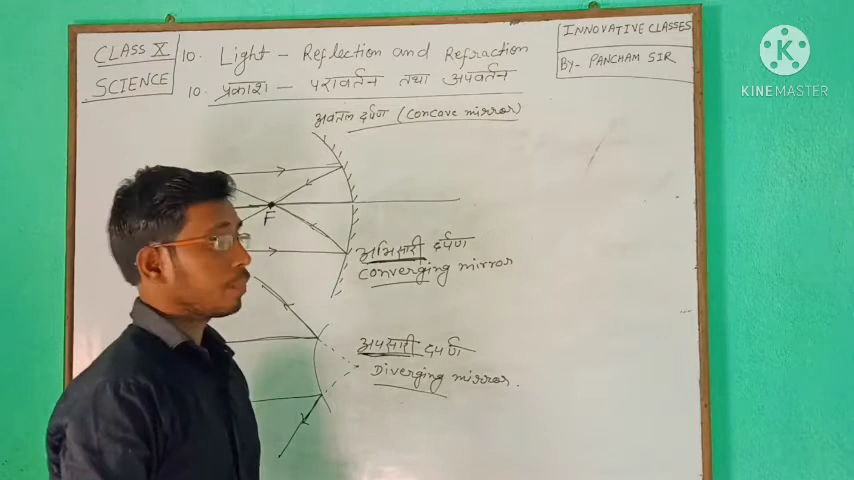 CLASS X
SCIENCE
10. Light - Reflection and Refraction
10. प्रकाश - परावर्तन तथा अपवर्तन
INNOVATIVE CLASSES
By- PANCHAM SIR
K
KINEMASTER
अवतल दर्पण (concave mirror)
F
अभिसारी दर्पण
Converging mirror
अपसारी दर्पण
Diverging mirror.